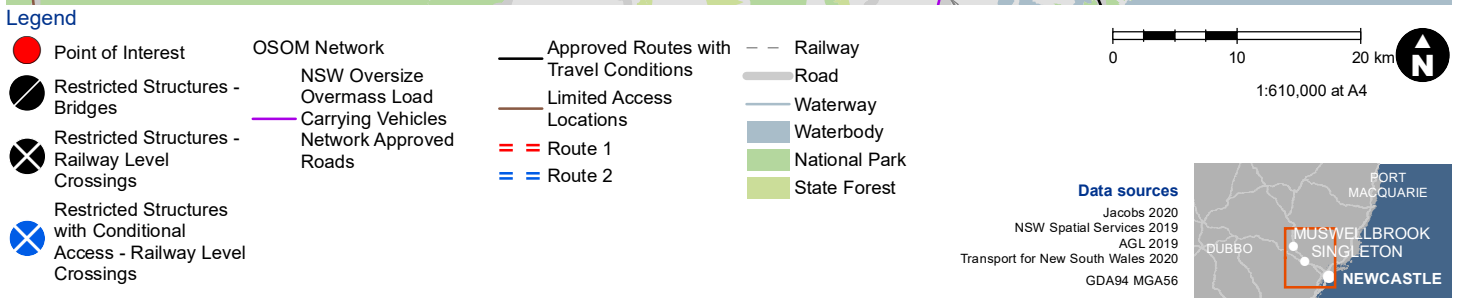 Legend
Point of Interest
Restricted Structures -
Bridges
Restricted Structures -
Railway Level
Crossings
Restricted Structures
with Conditional
Access - Railway Level
Crossings
OSOM Network
NSW Oversize
Overmass Load
Carrying Vehicles
Network Approved
Roads
Approved Routes with
Travel Conditions
Limited Access
Locations
Route 1
Route 2
Railway
Road
Waterway
Waterbody
National Park
State Forest
0 10 20 km
N
1:610,000 at A4
Data sources
Jacobs 2020
NSW Spatial Services 2019
AGL 2019
Transport for New South Wales 2020
GDA94 MGA56
PORT
MACQUARIE
MUSWELLBROOK
DUBBO
SINGLETON
NEWCASTLE